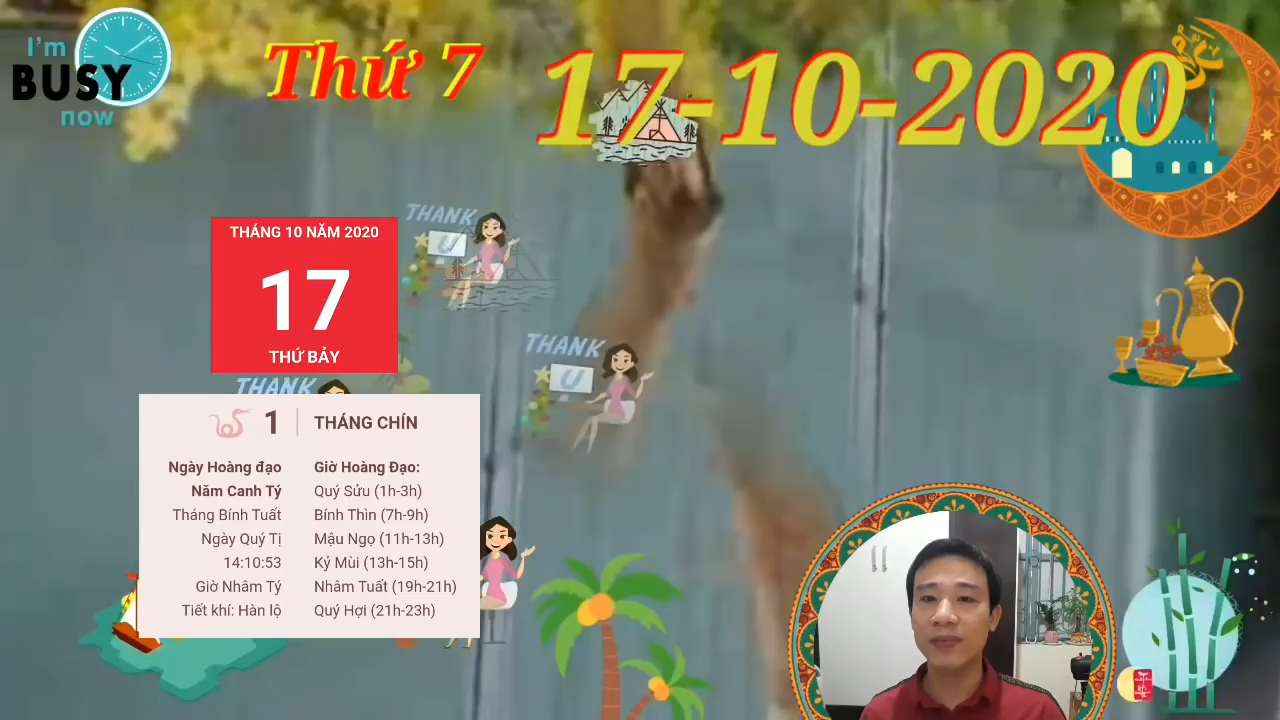 I'm
BUSY
now
Thứ 7
17-10-2020
THÁNG 10 NĂM 2020
17
THỨ BẢY
THANK
U
THANK
U
THANK
1
THÁNG CHÍN
Ngày Hoàng đạo
Năm Canh Tý
Tháng Bính Tuất
Ngày Quý Tị
14:10:53
Giờ Nhâm Tý
Tiết khí: Hàn lộ
Giờ Hoàng Đạo:
Quý Sửu (1h-3h)
Bính Thìn (7h-9h)
Mậu Ngọ (11h-13h)
Kỷ Mùi (13h-15h)
Nhâm Tuất (19h-21h)
Quý Hợi (21h-23h)